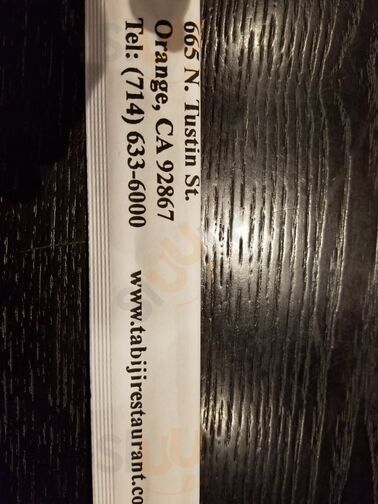 665 N. Tustin St.
Orange, CA 92867
Tel: (714) 633-6000
www.tabijirestaurant.co